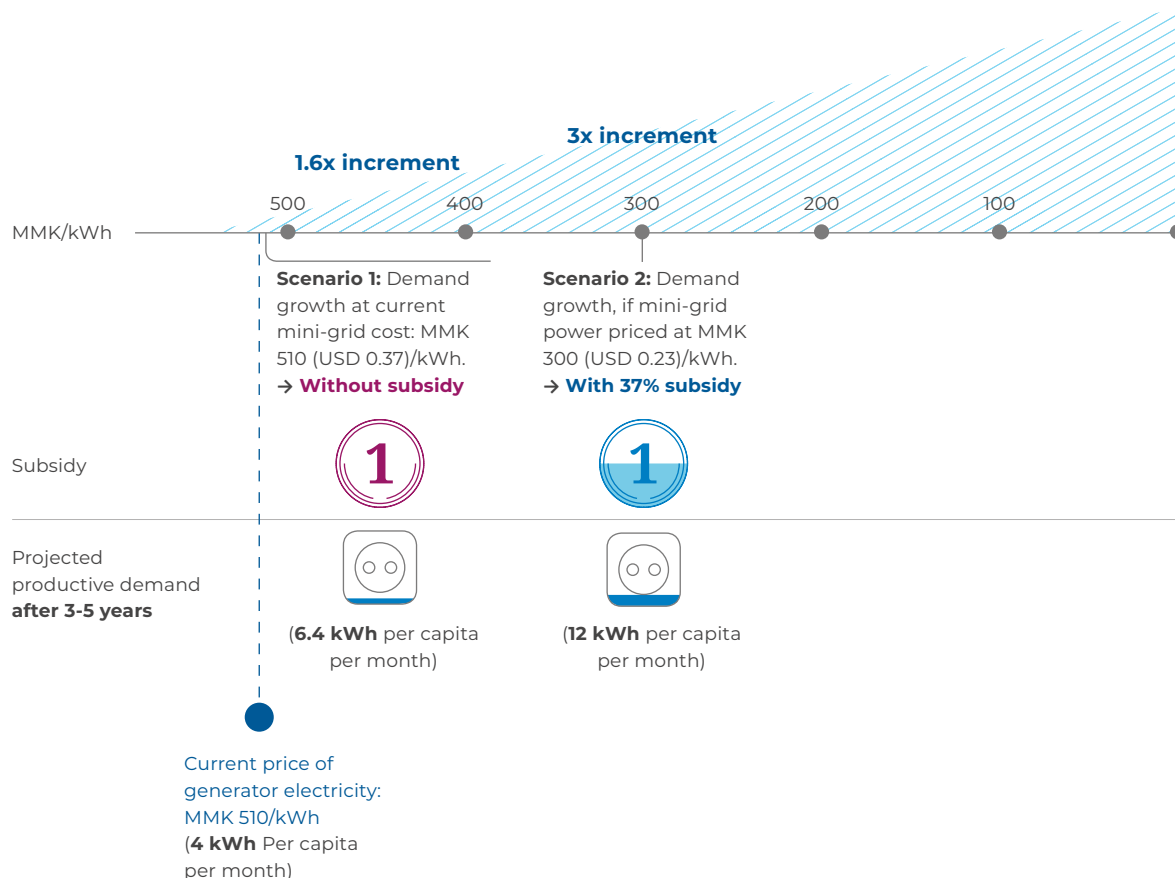 3x increment
1.6x increment
500
400
300
200
100
MMK/kWh
Scenario 1: Demand
growth at current
mini-grid cost: MMK
510 (USD 0.37)/kWh.
→ Without subsidy
Scenario 2: Demand
growth, if mini-grid
power priced at MMK
300 (USD 0.23)/kWh.
→ With 37% subsidy
Subsidy
1
1
Projected
productive demand
after 3-5 years
(6.4 kWh per capita
per month)
(12 kWh per capita
per month)
Current price of
generator electricity:
MMK 510/kWh
(4 kWh Per capita
per month)